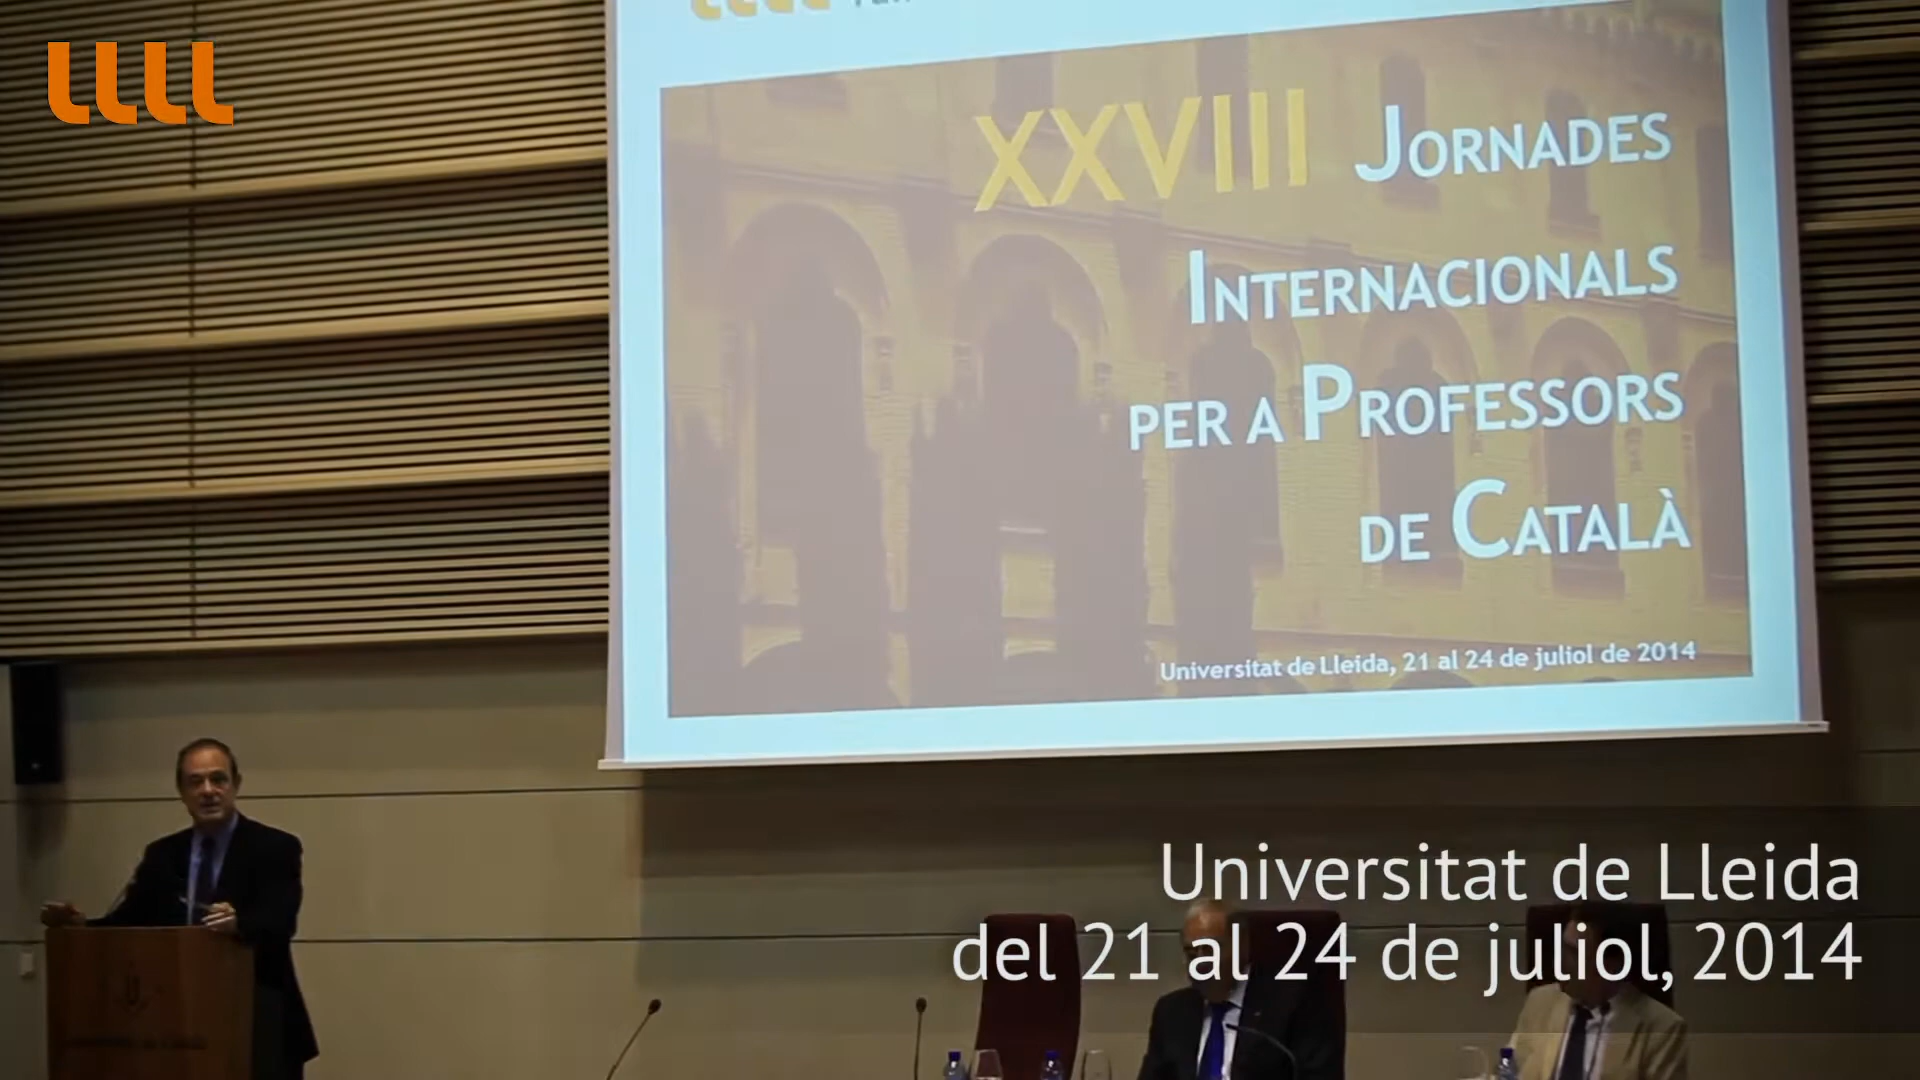 LLLL
XXVIII JORNADES
INTERNACIONALS
PER A PROFESSORS
DE CATALÀ
Universitat de Lleida, 21 al 24 de juliol de 2014
Universitat de Lleida
del 21 al 24 de juliol, 2014